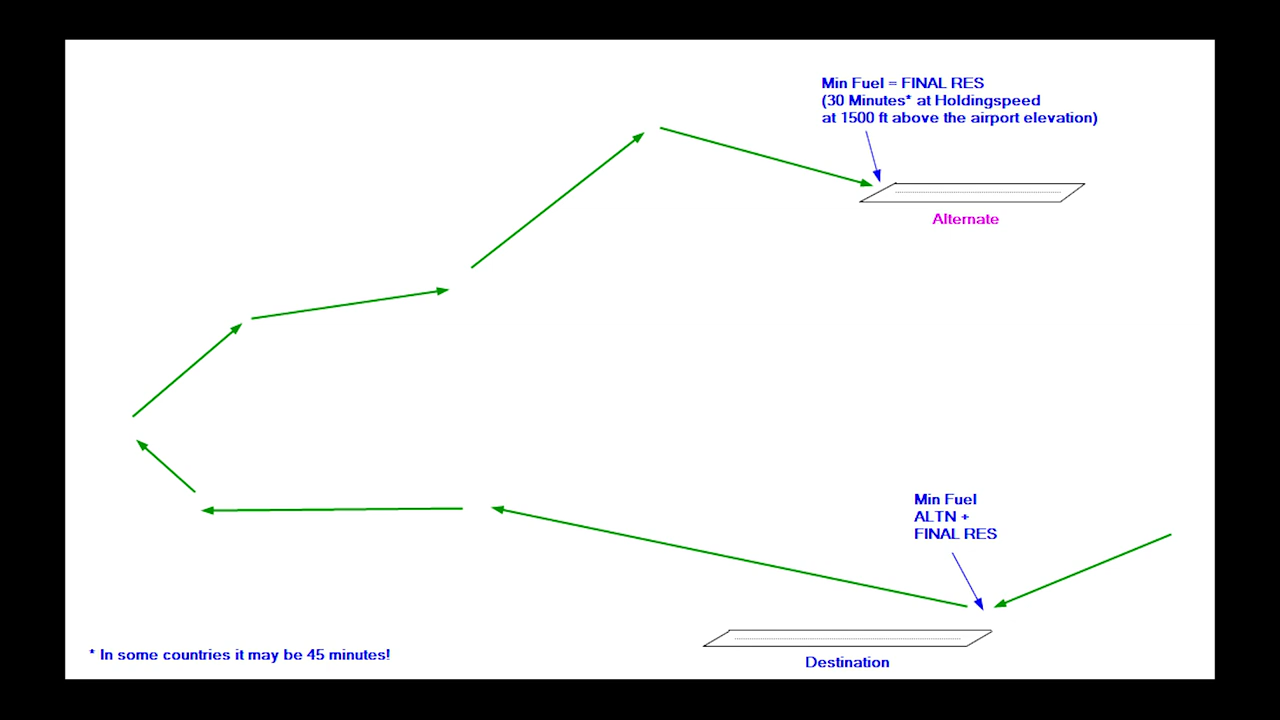 Min Fuel = FINAL RES
(30 Minutes* at Holdingspeed
at 1500 ft above the airport elevation)
Alternate
Min Fuel
ALTN +
FINAL RES
* In some countries it may be 45 minutes!
Destination